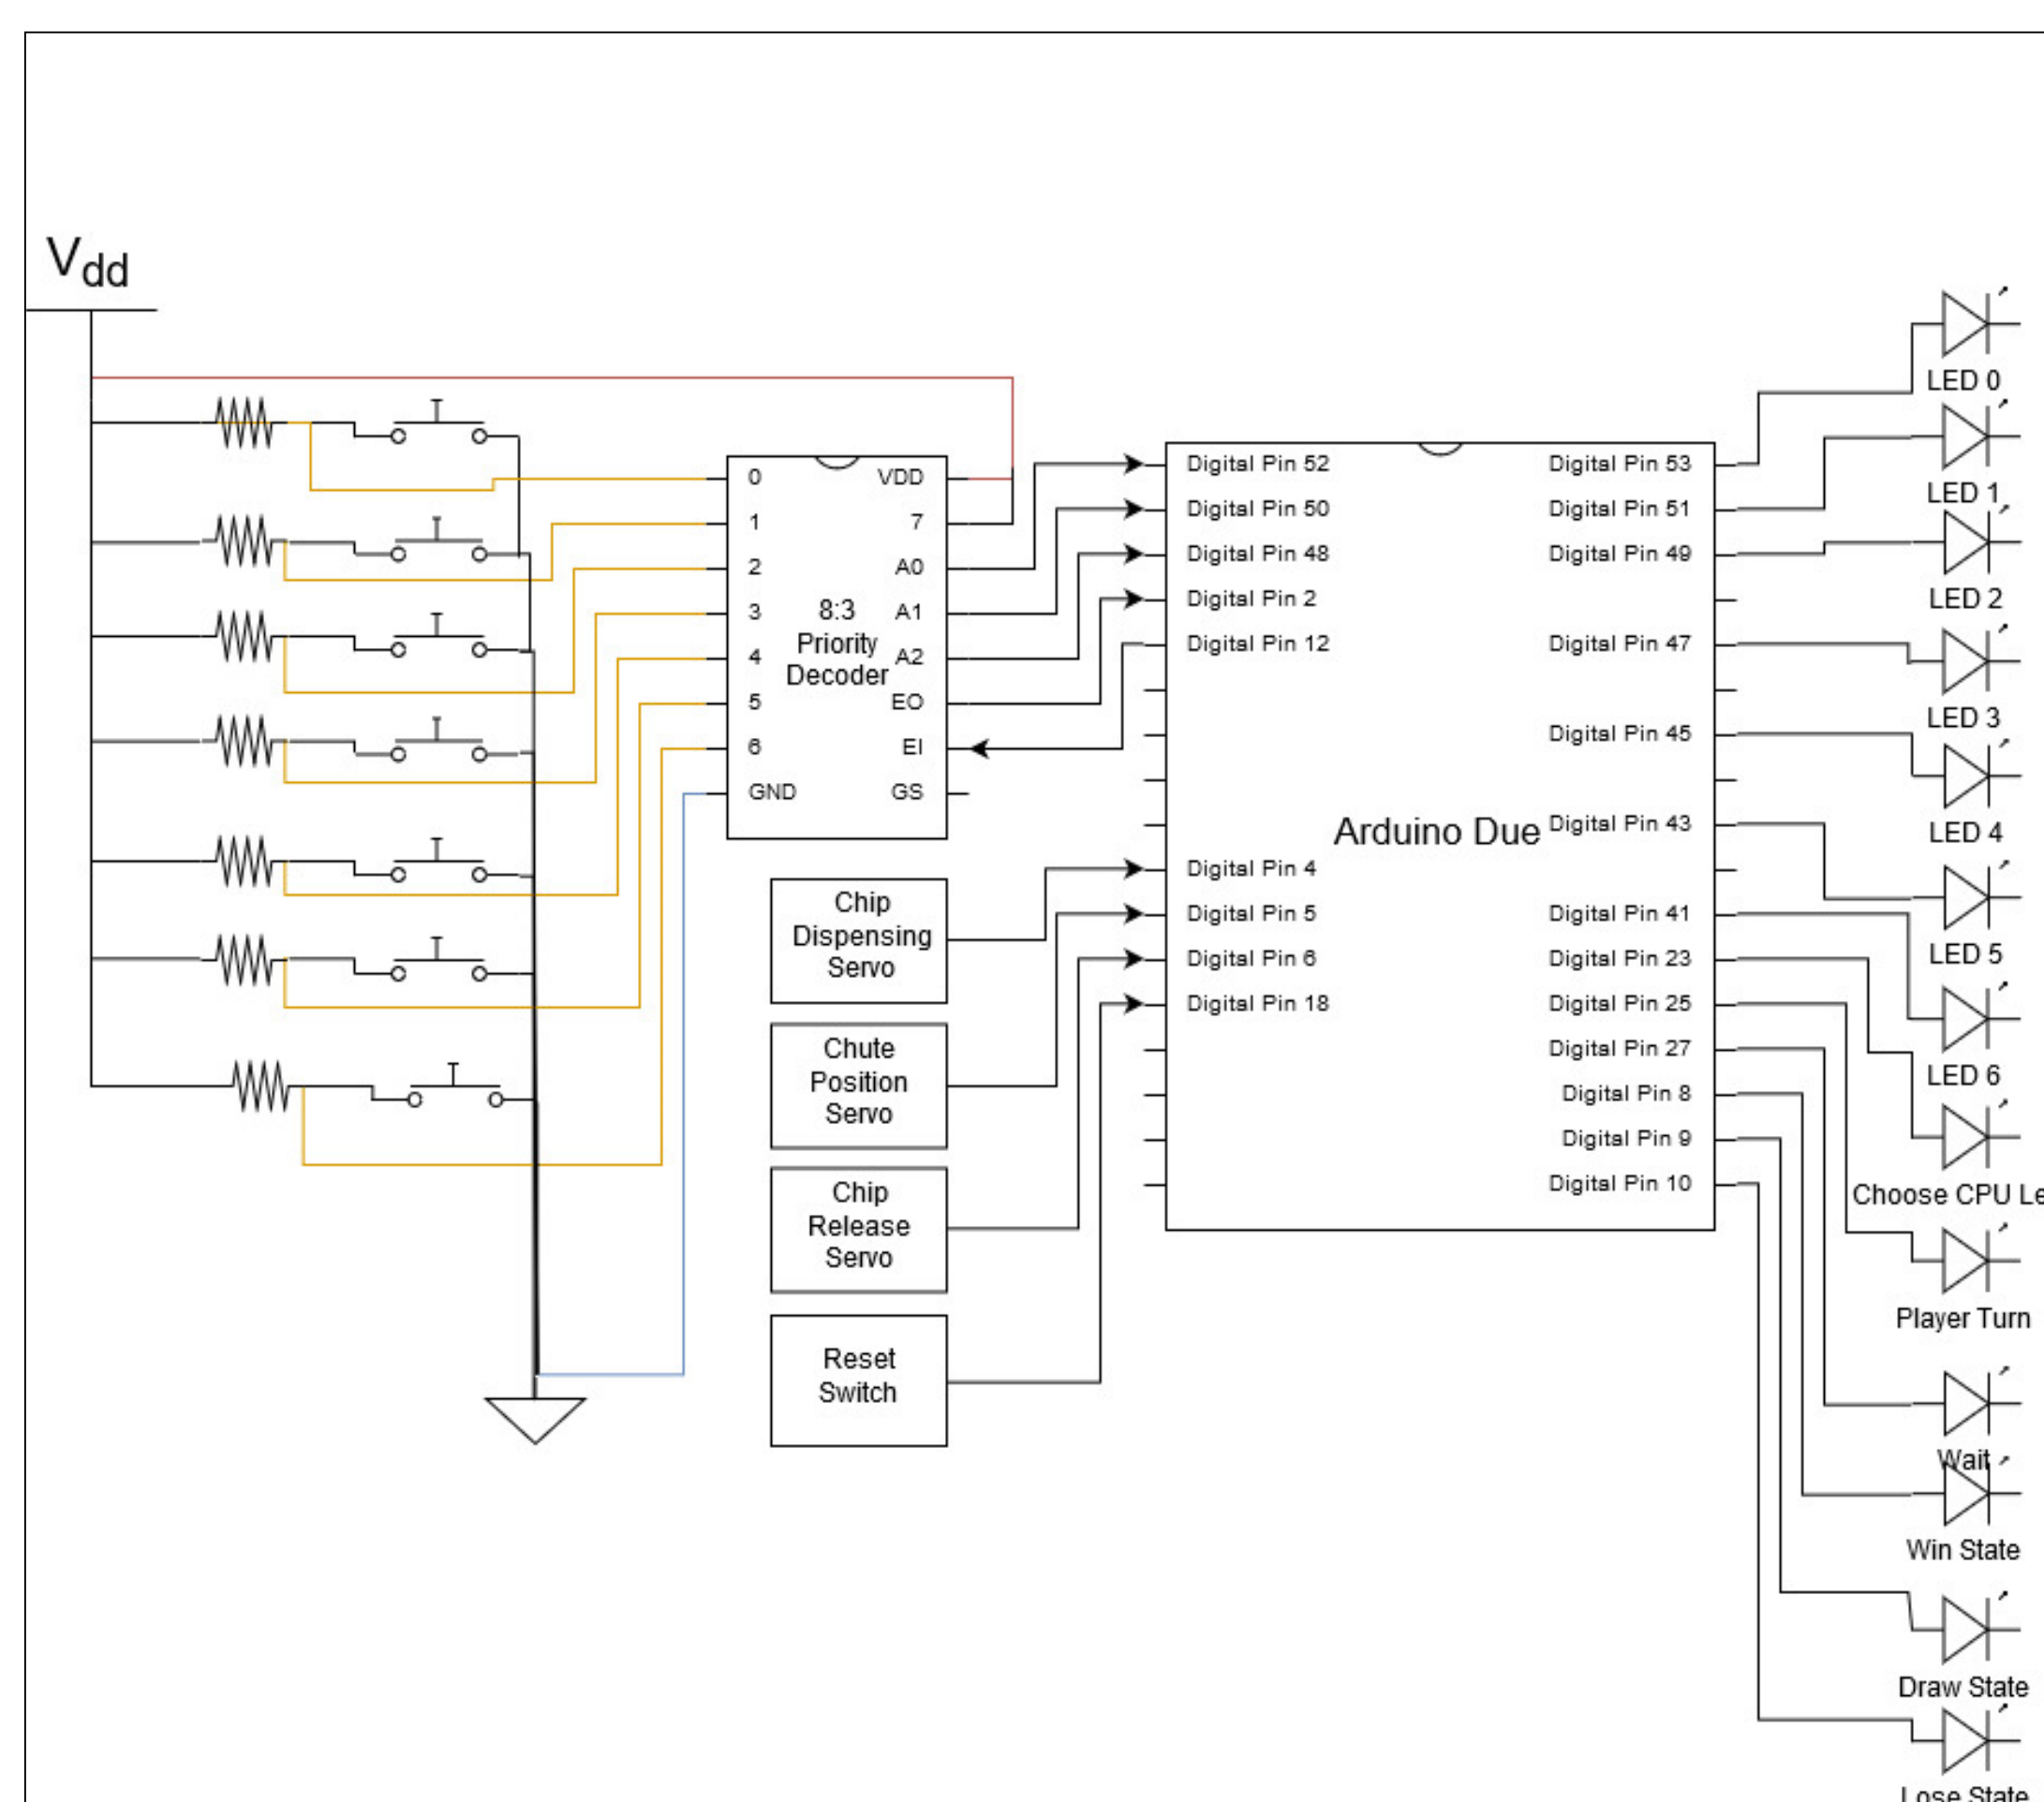 Vdd
0
1
2
3
4
5
6
GND
VDD
7
A0
A1
A2
EO
EI
GS
8:3
Priority
Decoder
Chip
Dispensing
Servo
Chute
Position
Servo
Chip
Release
Servo
Reset
Switch
Digital Pin 52
Digital Pin 50
Digital Pin 48
Digital Pin 2
Digital Pin 12
Digital Pin 4
Digital Pin 5
Digital Pin 6
Digital Pin 18
Arduino Due
Digital Pin 53
Digital Pin 51
Digital Pin 49
Digital Pin 47
Digital Pin 45
Digital Pin 43
Digital Pin 41
Digital Pin 23
Digital Pin 25
Digital Pin 27
Digital Pin 8
Digital Pin 9
Digital Pin 10
LED 0
LED 1
LED 2
LED 3
LED 4
LED 5
LED 6
Choose CPU Le
Player Turn
Wait
Win State
Draw State
Lose State